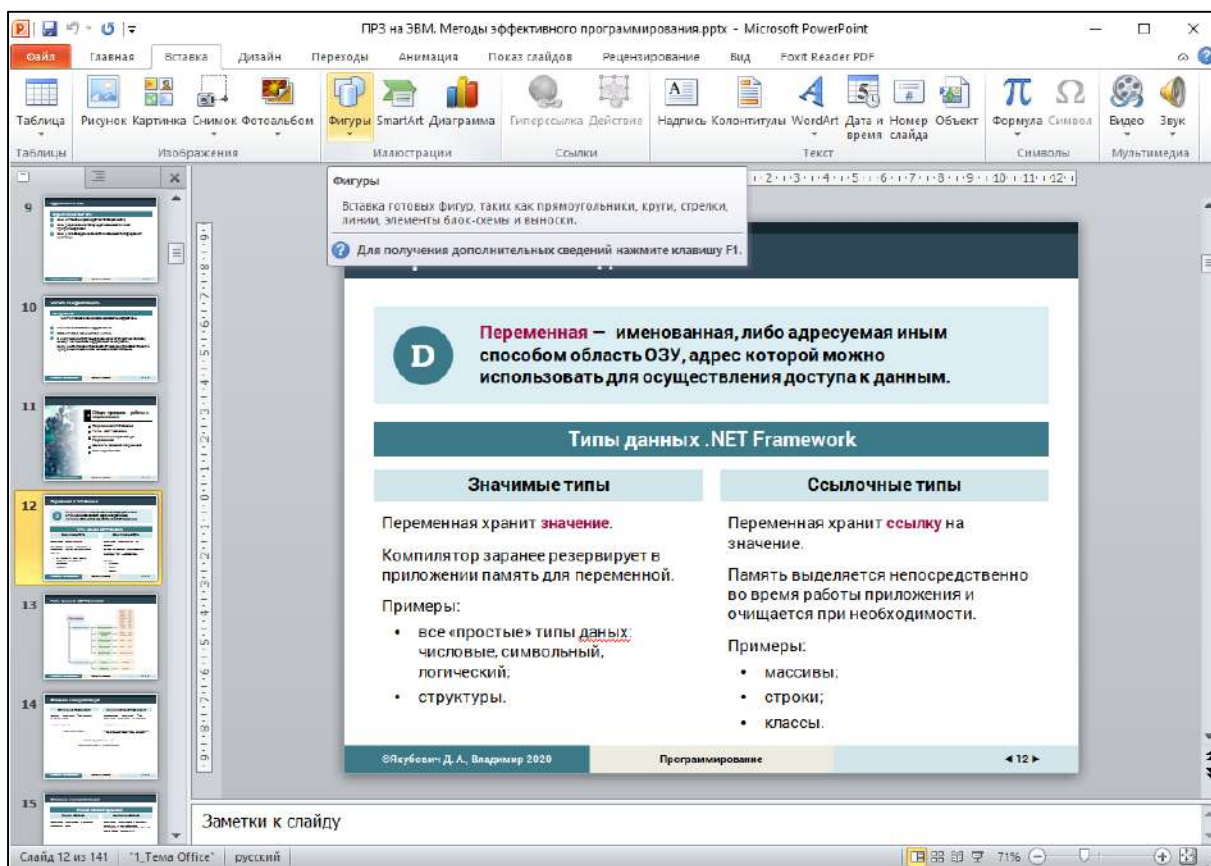 ПРЗ на ЭВМ. Методы эффективного программирования.pptx - Microsoft PowerPoint
Файл Главная Вставка Дизайн Переходы Анимация Показ слайдов Рецензирование Вид Foxit Reader PDF
Таблица Рисунок Картинка Снимок Фотоальбом Фигуры SmartArt Диаграмма Гиперссылка Действие Надпись Колонтитулы WordArt Дата и время Номер слайда Объект Формула Символ Видео Звук
Таблицы Изображения Иллюстрации Ссылки Текст Символы Мультимедиа
Фигуры
Вставка готовых фигур, таких как прямоугольники, круги, стрелки,
линии, элементы блок-схемы и выноски.
Для получения дополнительных сведений нажмите клавишу F1.
9
10
11
12
13
14
15
D
Переменная — именованная, либо адресуемая иным
способом область ОЗУ, адрес которой можно
использовать для осуществления доступа к данным.
Типы данных .NET Framework
Значимые типы
Переменная хранит значение.
Компилятор заранее резервирует в
приложении память для переменной.
Примеры:
• все «простые» типы даных:
числовые, символьный,
логический;
• структуры.
Ссылочные типы
Переменная хранит ссылку на
значение.
Память выделяется непосредственно
во время работы приложения и
очищается при необходимости.
Примеры:
• массивы;
• строки;
• классы.
©Якубович Д. А., Владимир 2020 Программирование 12
Заметки к слайду
Слайд 12 из 141 "1_Тема Office" русский 71%